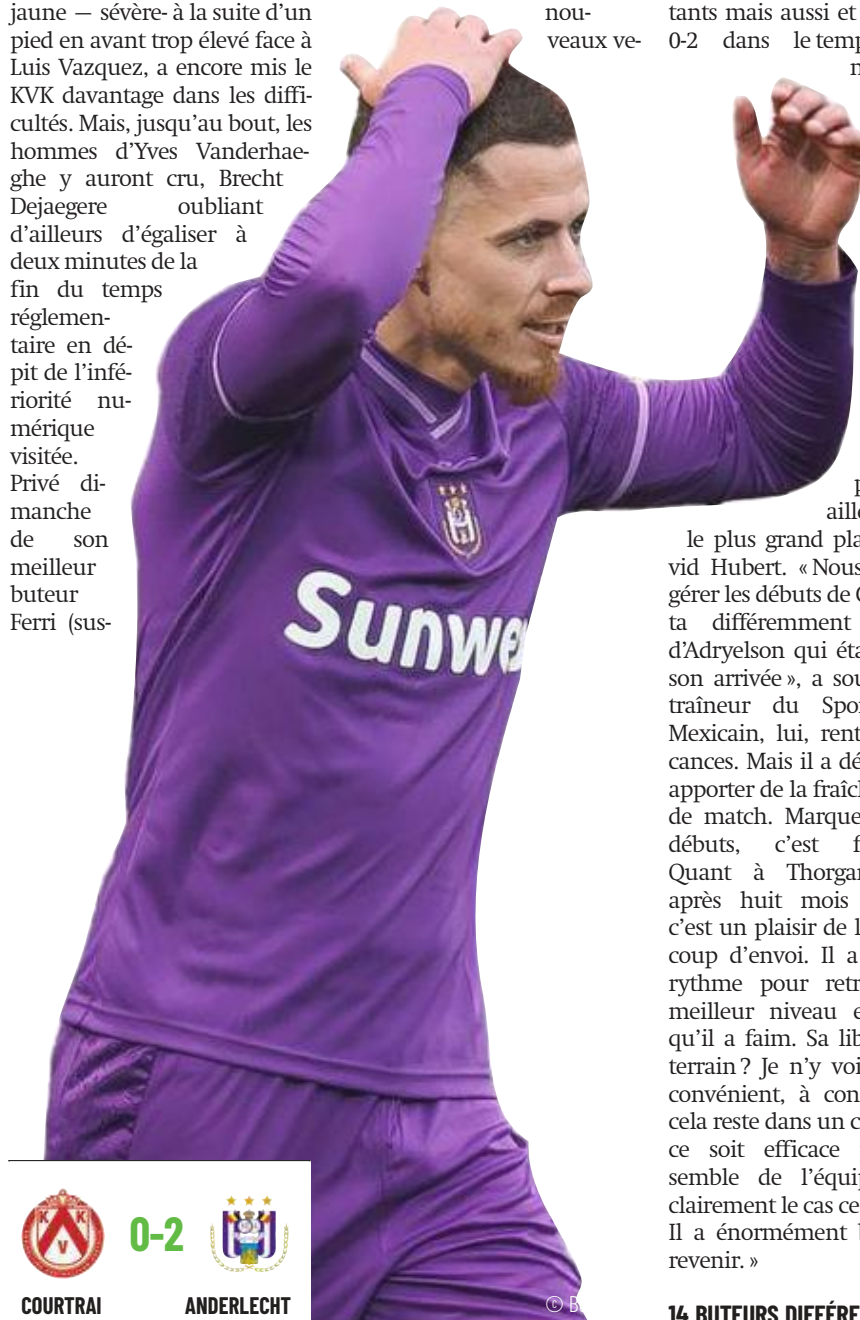 jaune — sévère- à la suite d’un
pied en avant trop élevé face à
Luis Vazquez, a encore mis le
KVK davantage dans les diffi-
cultés. Mais, jusqu’au bout, les
hommes d’Yves Vanderhae-
ghe y auront cru, Brecht
Dejaegere oubliant
d’ailleurs d’égaliser à
deux minutes de la
fin du temps
réglemen-
taire en dé-
pit de l’infé-
riorité nu-
mérique
visitée.
Privé di-
manche
de son
meilleur
buteur
Ferri (sus-
nou-
veaux ve-
tants mais aussi et
0-2 dans le temp
le plus grand pla
vid Hubert. « Nous
gérer les débuts de C
ta différemment
d’Adryelson qui éta
son arrivée », a sou
traîneur du Spor
Mexicain, lui, rent
cances. Mais il a dé
apporter de la fraîch
de match. Marque
débuts, c’est f
Quant à Thorgan
après huit mois
c’est un plaisir de l
coup d’envoi. Il a
rythme pour retr
meilleur niveau e
qu’il a faim. Sa lib
terrain ? Je n’y voi
convénient, à con
cela reste dans un c
ce soit efficace
semble de l’équip
clairement le cas ce
Il a énormément b
revenir. »
14 BUTEURS DIFFÉRE
Sunwe
KVK
0-2
COURTRAI ANDERLECHT
© B